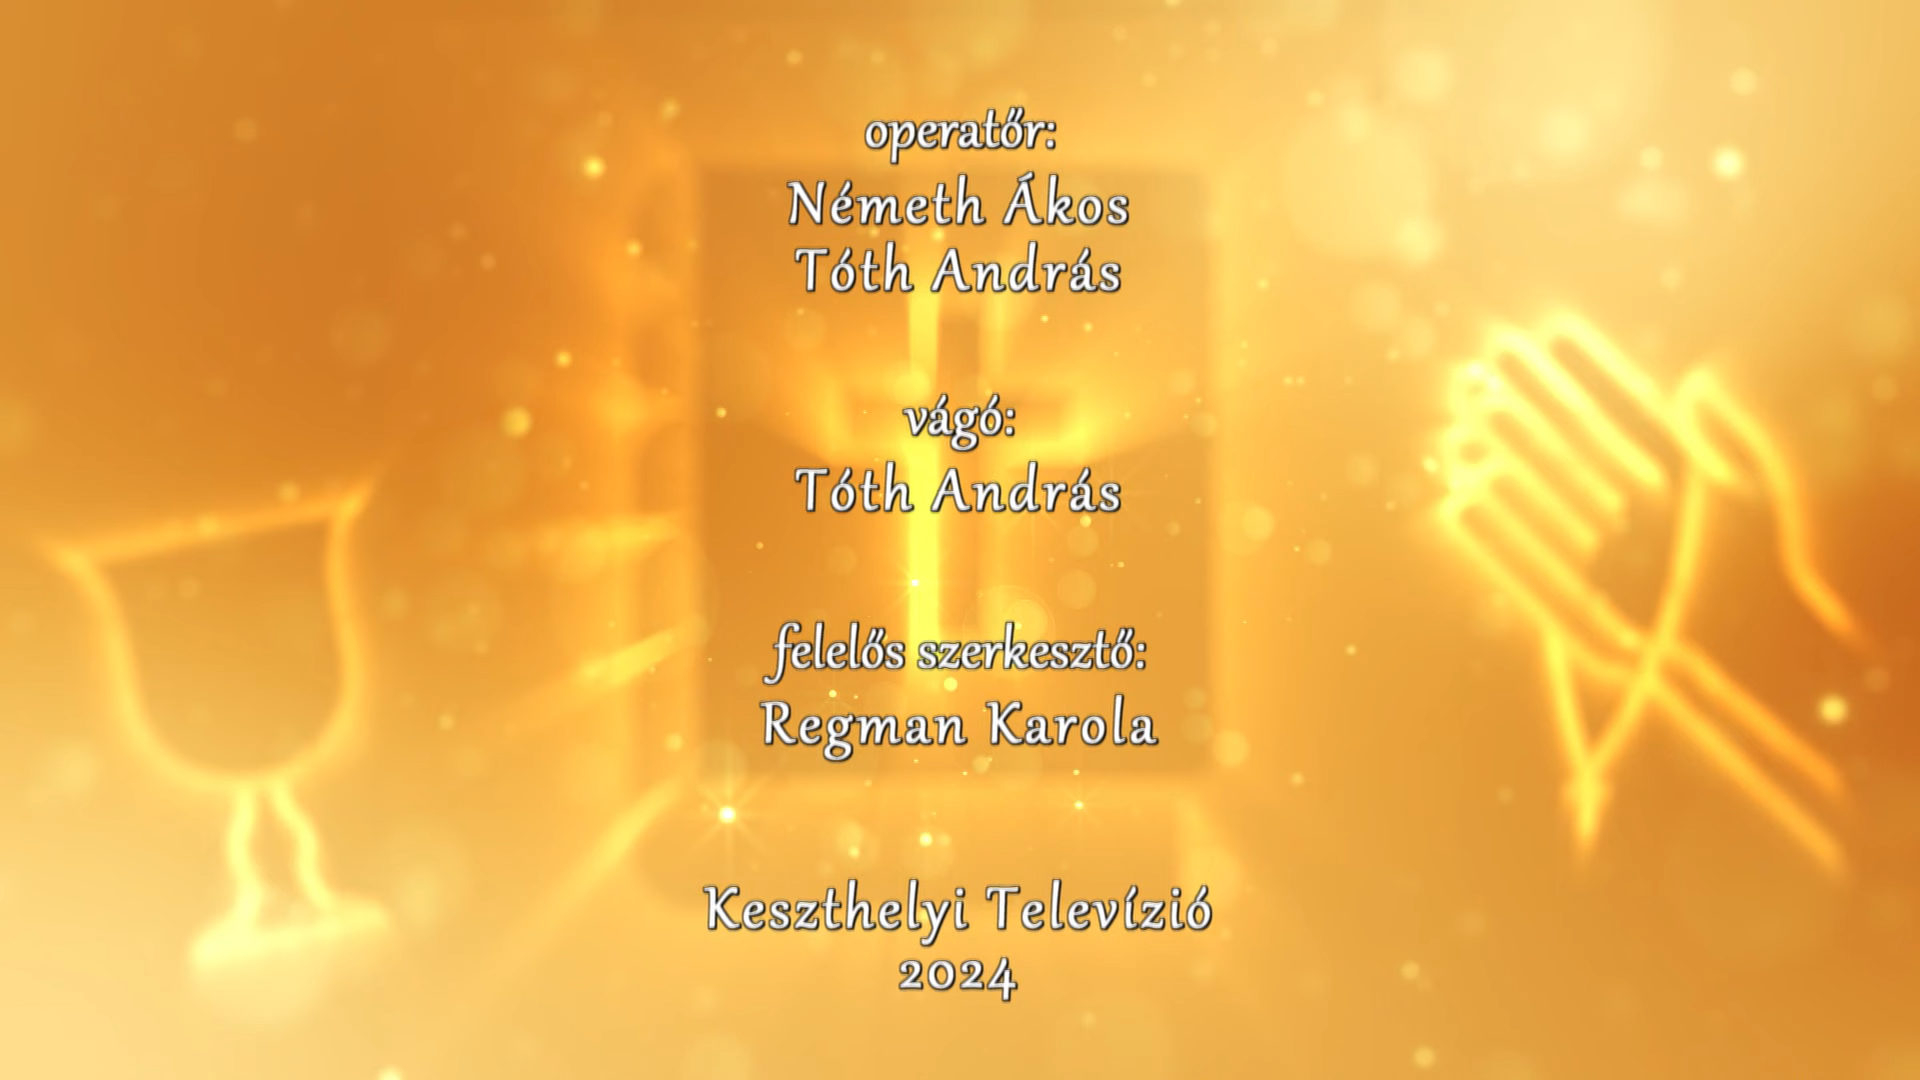 operatőr:
Németh Ákos
Tóth András
vágó:
Tóth András
felelős szerkesztő:
Regman Karola
Keszthelyi Televízió
2024